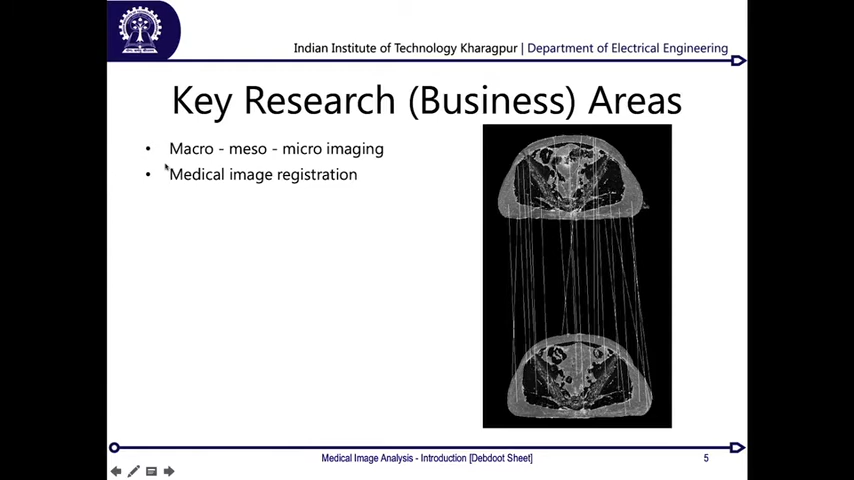 Indian Institute of Technology Kharagpur | Department of Electrical Engineering
Key Research (Business) Areas
• Macro - meso - micro imaging
• Medical image registration
Medical Image Analysis - Introduction [Debdoot Sheet]
5